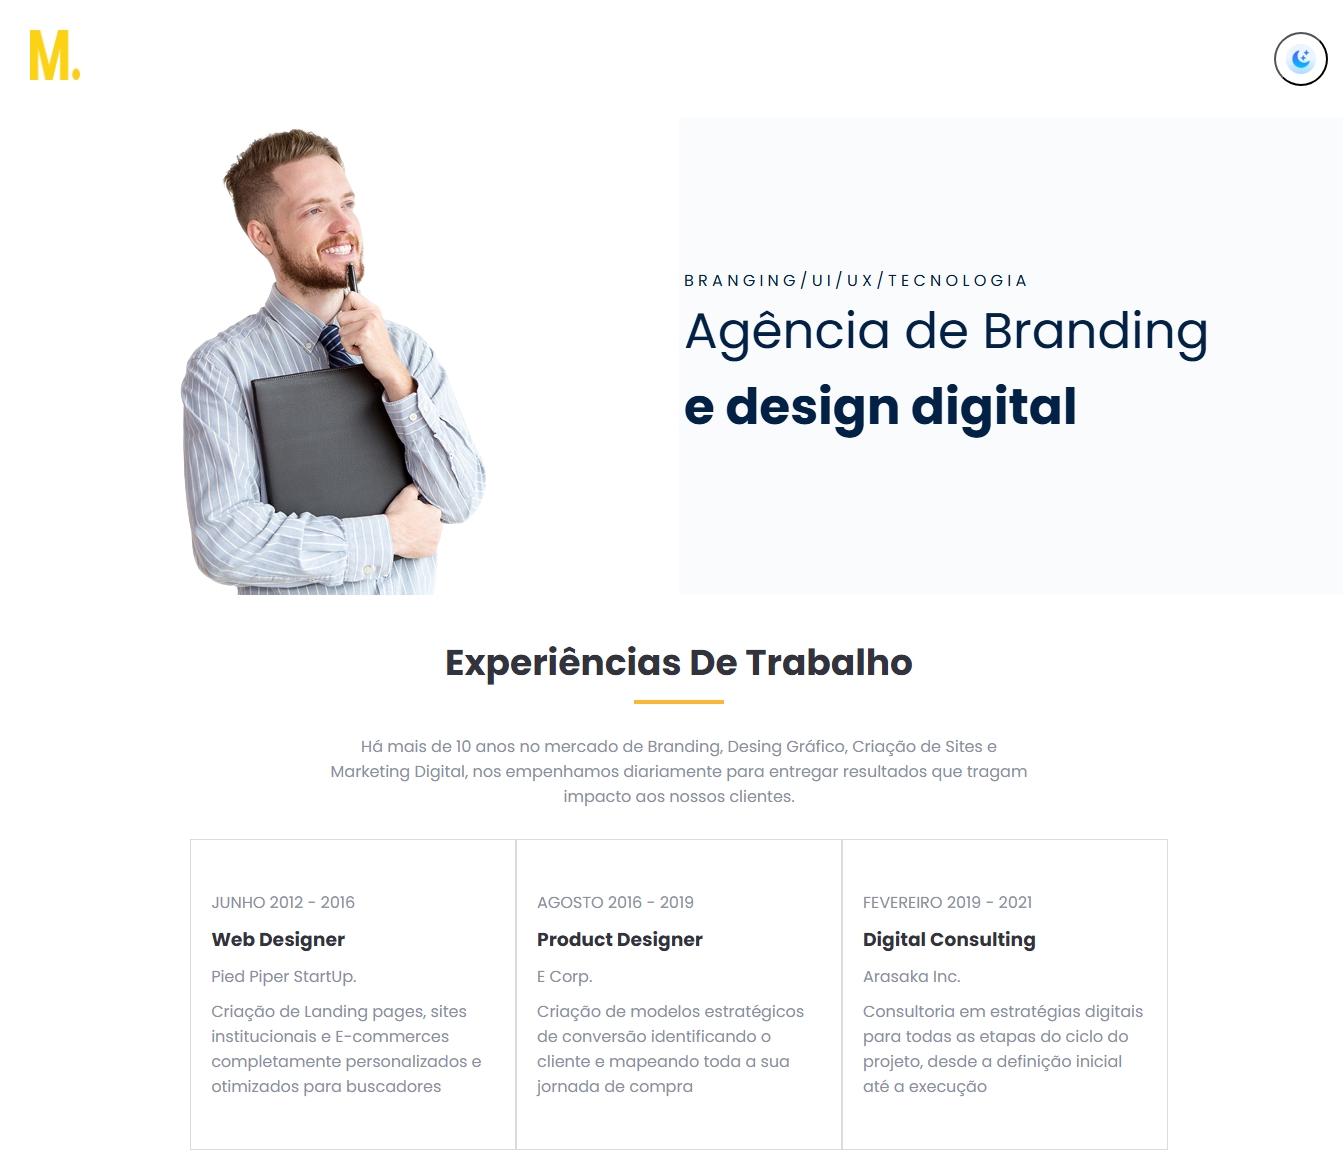 M.
BRANGING/UI/UX/TECNOLOGIA
Agência de Branding
e design digital
Experiências De Trabalho
Há mais de 10 anos no mercado de Branding, Desing Gráfico, Criação de Sites e
Marketing Digital, nos empenhamos diariamente para entregar resultados que tragam
impacto aos nossos clientes.
JUNHO 2012 - 2016
Web Designer
Pied Piper StartUp.
Criação de Landing pages, sites
institucionais e E-commerces
completamente personalizados e
otimizados para buscadores
AGOSTO 2016 - 2019
Product Designer
E Corp.
Criação de modelos estratégicos
de conversão identificando o
cliente e mapeando toda a sua
jornada de compra
FEVEREIRO 2019 - 2021
Digital Consulting
Arasaka Inc.
Consultoria em estratégias digitais
para todas as etapas do ciclo do
projeto, desde a definição inicial
até a execução